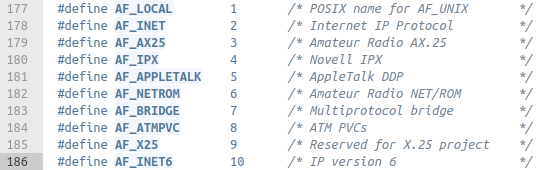 177 #define AF_LOCAL 1 /* POSIX name for AF_UNIX */
178 #define AF_INET 2 /* Internet IP Protocol */
179 #define AF_AX25 3 /* Amateur Radio AX.25 */
180 #define AF_IPX 4 /* Novell IPX */
181 #define AF_APPLETALK 5 /* AppleTalk DDP */
182 #define AF_NETROM 6 /* Amateur Radio NET/ROM */
183 #define AF_BRIDGE 7 /* Multiprotocol bridge */
184 #define AF_ATMPVC 8 /* ATM PVCs */
185 #define AF_X25 9 /* Reserved for X.25 project */
186 #define AF_INET6 10 /* IP version 6 */